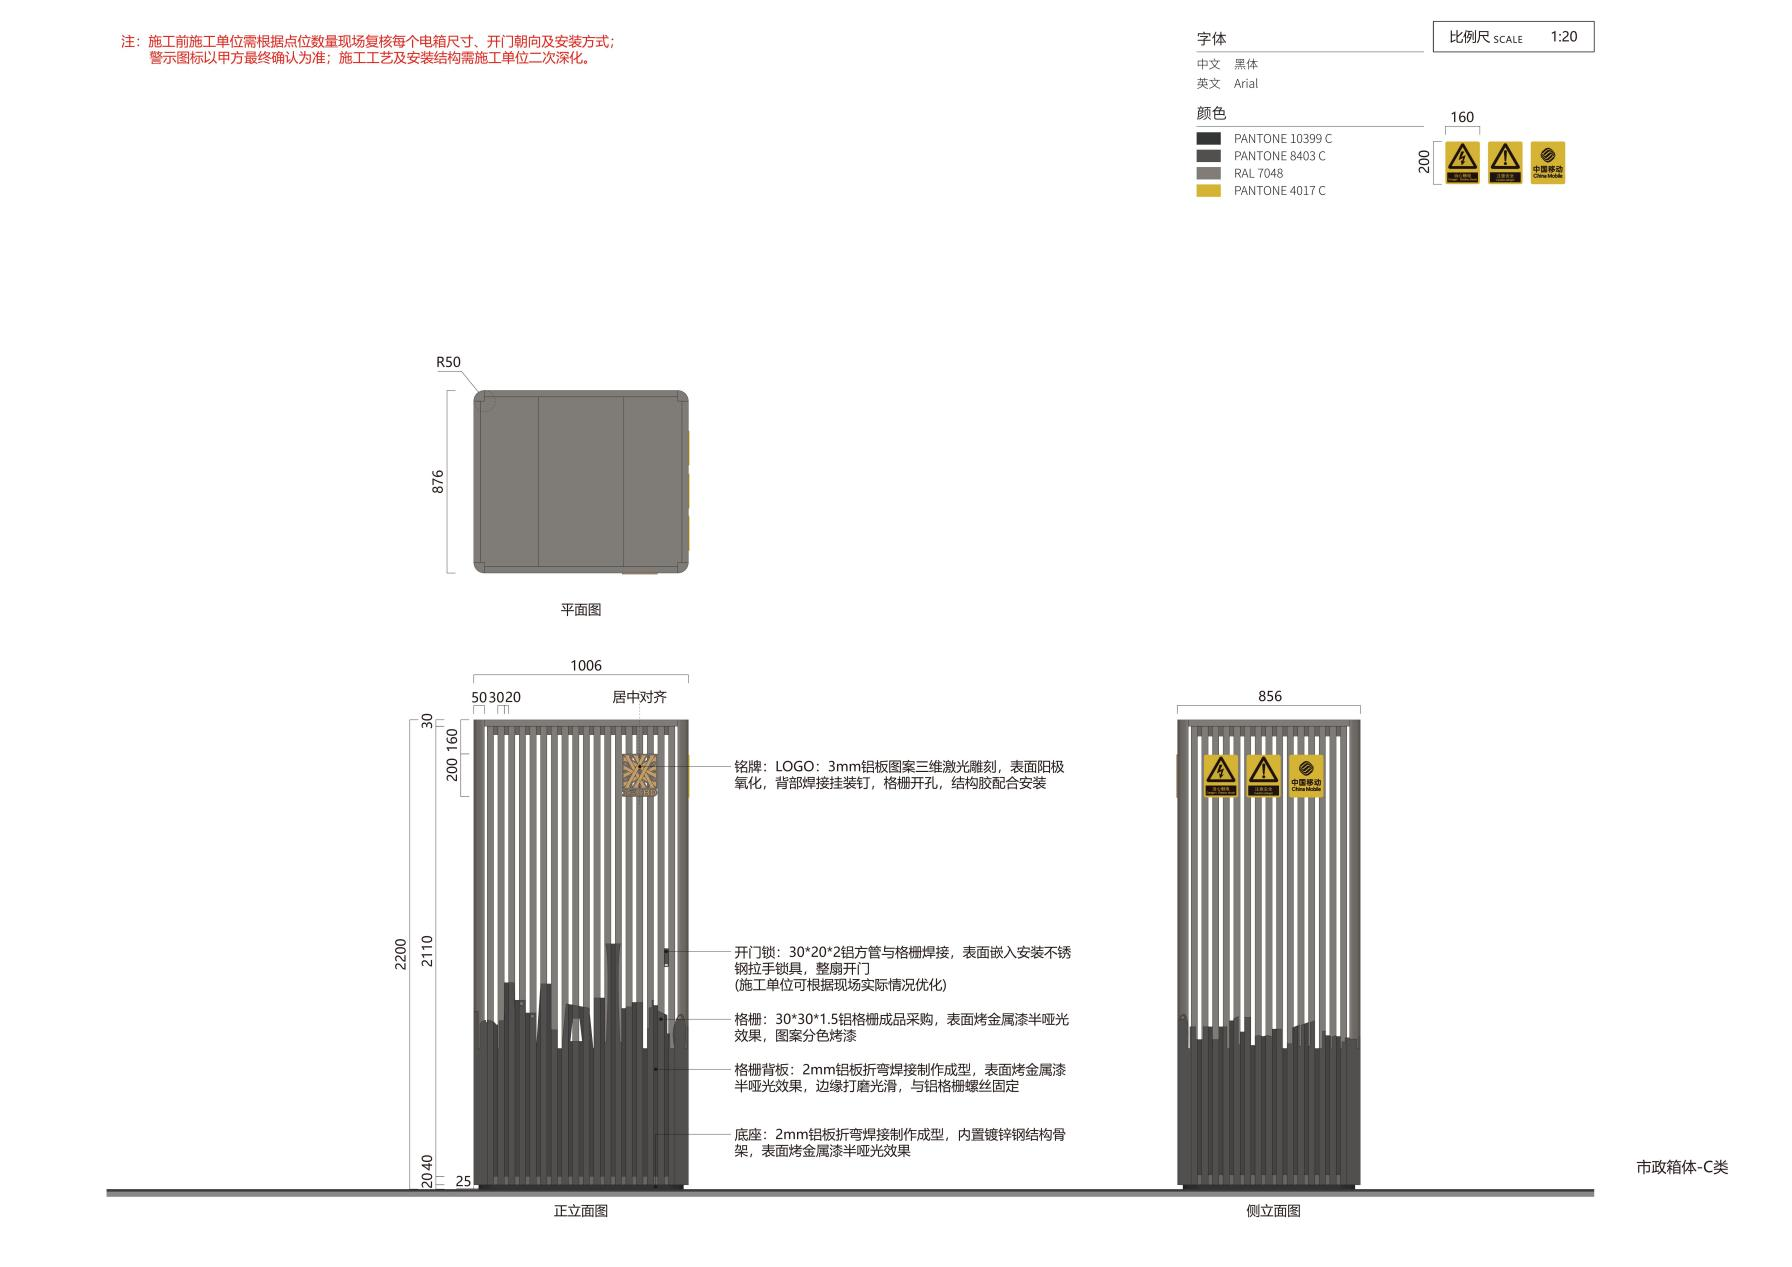 注：施工前施工单位需根据点位数量现场复核每个电箱尺寸、开门朝向及安装方式；
警示图标以甲方最终确认为准；施工工艺及安装结构需施工单位二次深化。
字体
中文 黑体
英文 Arial
比例尺 SCALE 1:20
颜色
PANTONE 10399 C
PANTONE 8403 C
RAL 7048
PANTONE 4017 C
160
200
当心触电
注意安全
中国移动
China Mobile
R50
876
平面图
1006
50 30 20
居中对齐
30
160
200
2200
2110
40
20
25
铭牌：LOGO：3mm铝板图案三维激光雕刻，表面阳极
氧化，背部焊接挂装钉，格栅开孔，结构胶配合安装
开门锁：30*20*2铝方管与格栅焊接，表面嵌入安装不锈
钢拉手锁具，整扇开门
(施工单位可根据现场实际情况优化)
格栅：30*30*1.5铝格栅成品采购，表面烤金属漆半哑光
效果，图案分色烤漆
格栅背板：2mm铝板折弯焊接制作成型，表面烤金属漆
半哑光效果，边缘打磨光滑，与铝格栅螺丝固定
底座：2mm铝板折弯焊接制作成型，内置镀锌钢结构骨
架，表面烤金属漆半哑光效果
正立面图
856
当心触电
注意安全
中国移动
China Mobile
侧立面图
市政箱体-C类